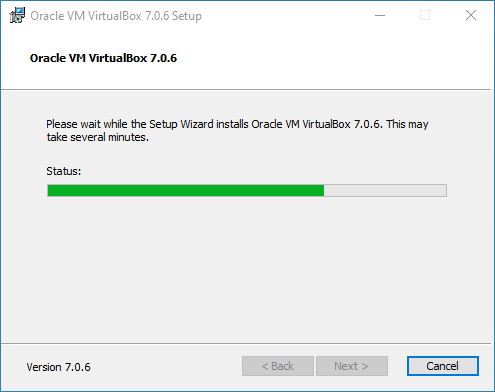 Oracle VM VirtualBox 7.0.6 Setup
Oracle VM VirtualBox 7.0.6
Please wait while the Setup Wizard installs Oracle VM VirtualBox 7.0.6. This may
take several minutes.
Status:
Version 7.0.6
< Back
Next >
Cancel